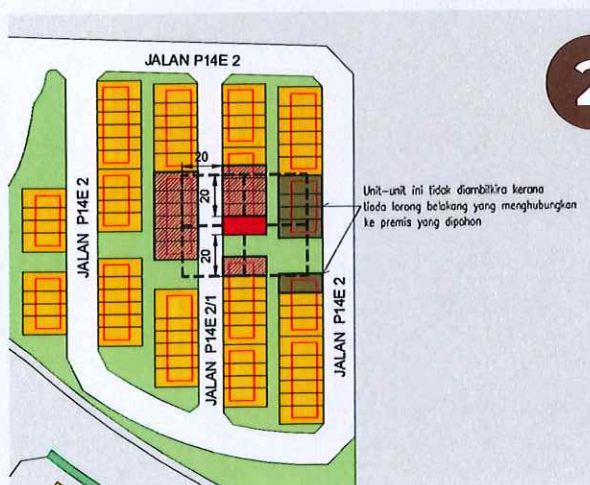 JALAN P14E 2
2
20
20
20
JALAN P14E 2
Unit-unit ini tidak diambilkira kerana
tiada lorong belakang yang menghubungkan
ke premis yang dipohon
JALAN P14E 2/1
JALAN P14E 2